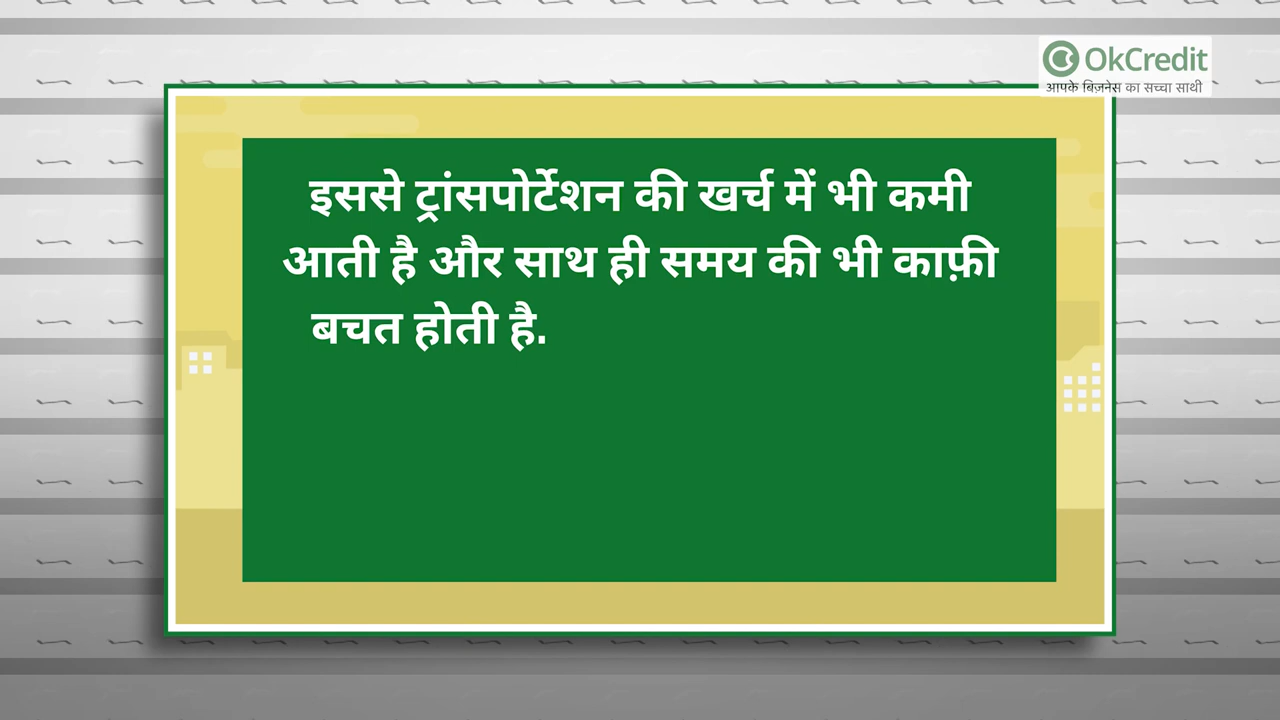 OkCredit
आपके बिज़नेस का सच्चा साथी
इससे ट्रांसपोर्टेशन की खर्च में भी कमी
आती है और साथ ही समय की भी काफ़ी
बचत होती है.